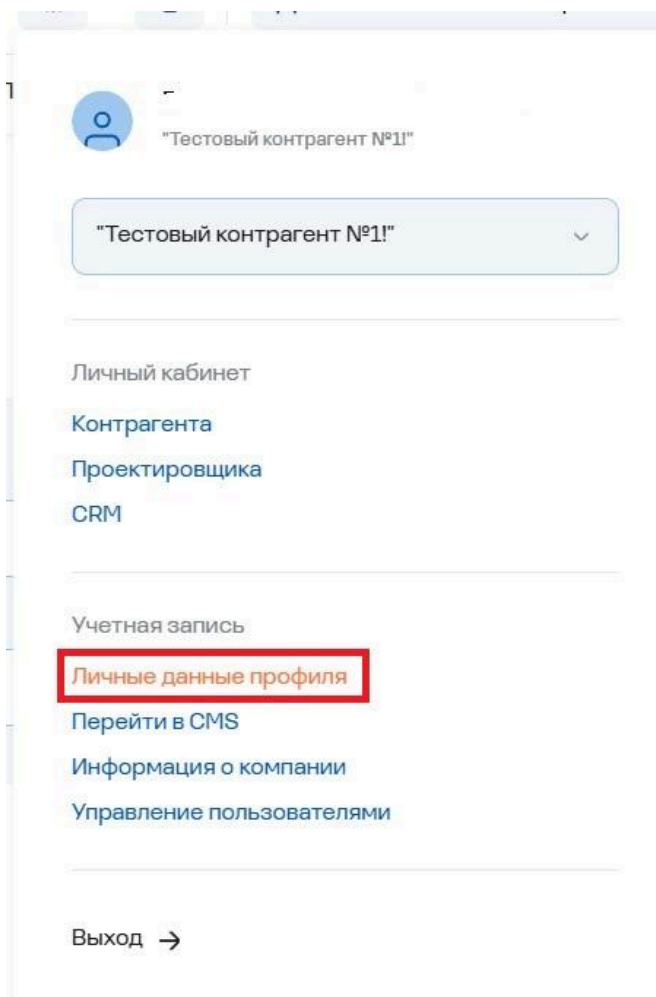 "Тестовый контрагент №1!"
"Тестовый контрагент №1!"
Личный кабинет
Контрагента
Проектировщика
CRM
Учетная запись
Личные данные профиля
Перейти в CMS
Информация о компании
Управление пользователями
Выход